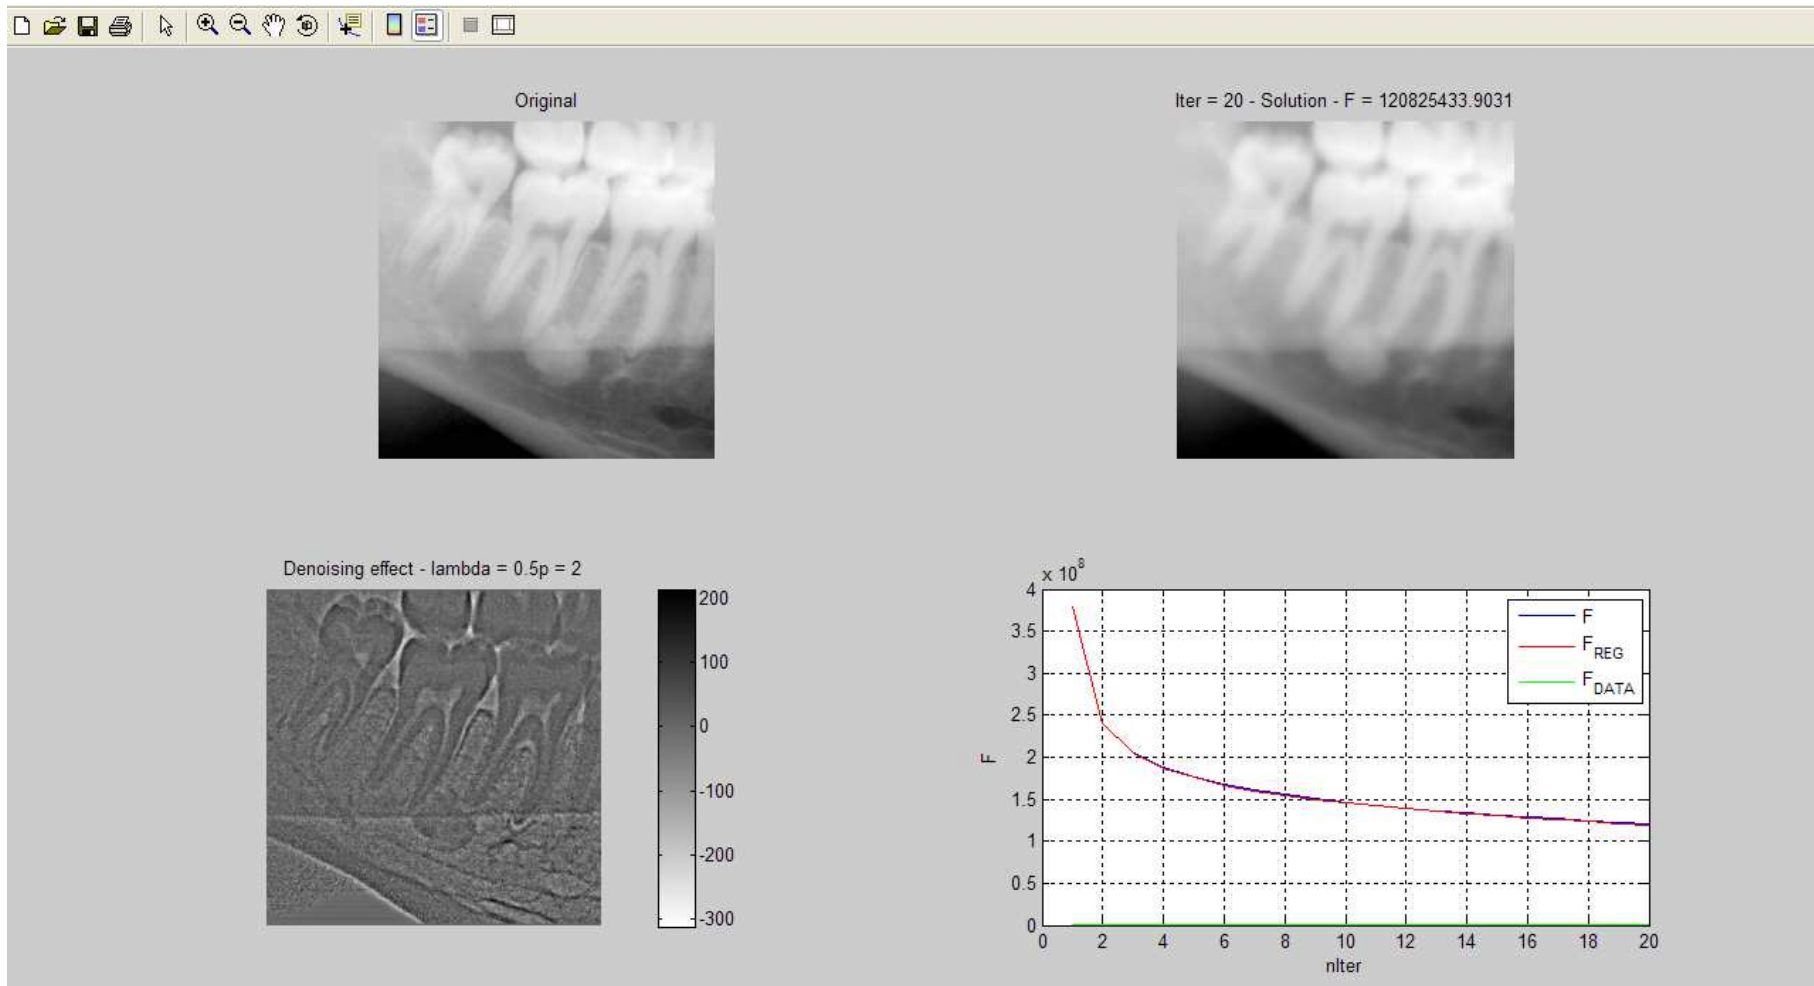 Original
Iter = 20 - Solution - F = 120825433.9031
Denoising effect - lambda = 0.5p = 2
200
100
0
-100
-200
-300
x 10^8
4
3.5
3
2.5
2
1.5
1
0.5
0
F
F
F_REG
F_DATA
0 2 4 6 8 10 12 14 16 18 20
nIter